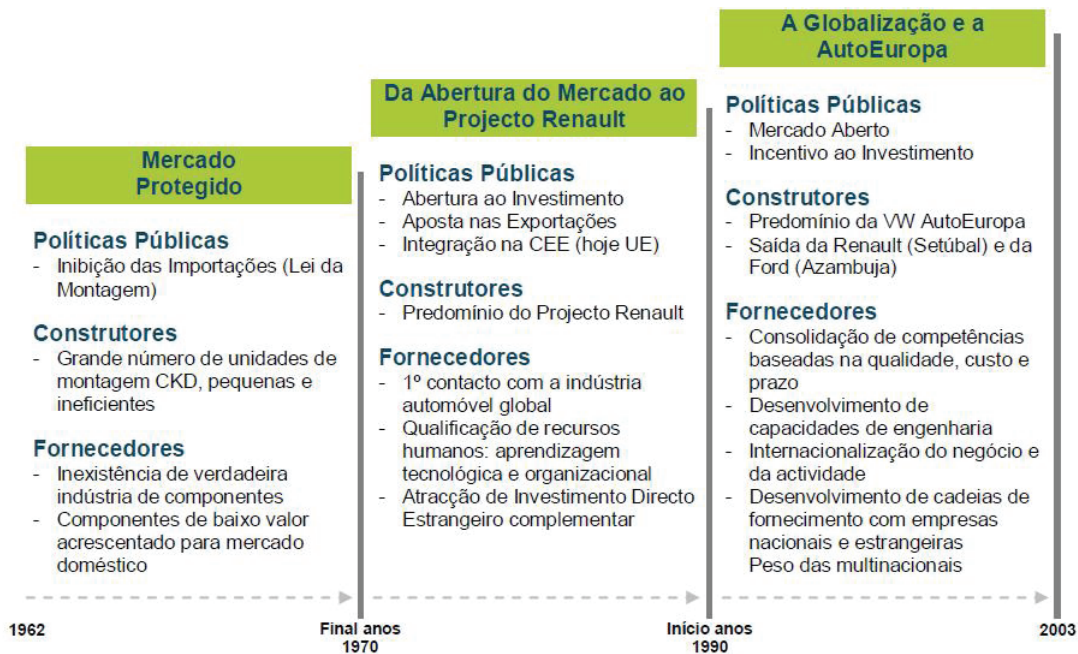 Mercado
Protegido
Políticas Públicas
- Inibição das Importações (Lei da
Montagem)
Construtores
- Grande número de unidades de
montagem CKD, pequenas e
ineficientes
Fornecedores
- Inexistência de verdadeira
indústria de componentes
- Componentes de baixo valor
acrescentado para mercado
doméstico
Da Abertura do Mercado ao
Projecto Renault
Políticas Públicas
- Abertura ao Investimento
- Aposta nas Exportações
- Integração na CEE (hoje UE)
Construtores
- Predomínio do Projecto Renault
Fornecedores
- 1º contacto com a indústria
automóvel global
- Qualificação de recursos
humanos: aprendizagem
tecnológica e organizacional
- Atracção de Investimento Directo
Estrangeiro complementar
A Globalização e a
AutoEuropa
Políticas Públicas
- Mercado Aberto
- Incentivo ao Investimento
Construtores
- Predomínio da VW AutoEuropa
- Saída da Renault (Setúbal) e da
Ford (Azambuja)
Fornecedores
- Consolidação de competências
baseadas na qualidade, custo e
prazo
- Desenvolvimento de
capacidades de engenharia
- Internacionalização do negócio e
da actividade
- Desenvolvimento de cadeias de
fornecimento com empresas
nacionais e estrangeiras
Peso das multinacionais
1962
Final anos
1970
Início anos
1990
2003